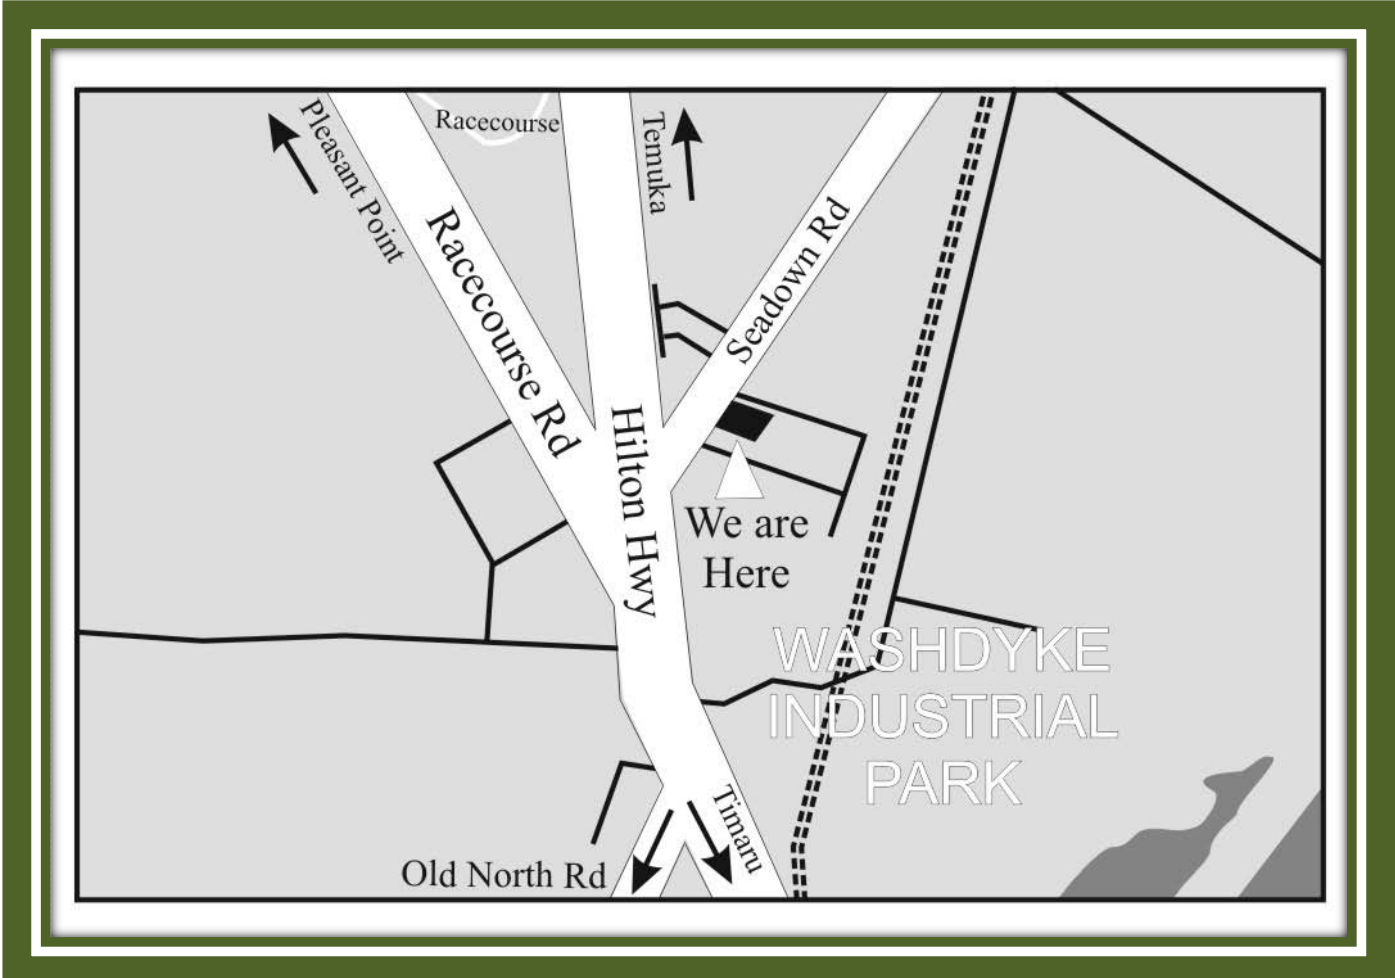 Pleasant Point
Racecourse
Temuka
Racecourse Rd
Seadown Rd
Hilton Hwy
We are
Here
WASHDYKE
INDUSTRIAL
PARK
Timaru
Old North Rd